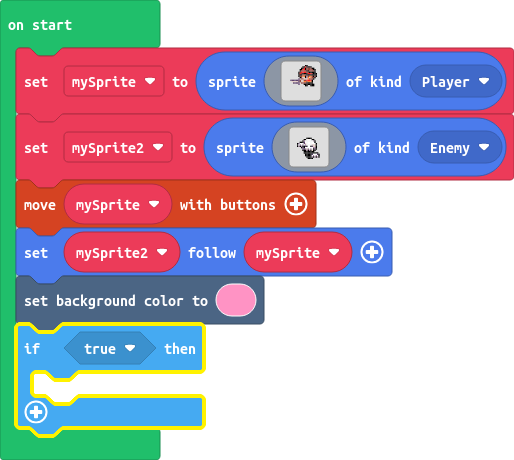 on start
set mySprite to sprite of kind Player
set mySprite2 to sprite of kind Enemy
move mySprite with buttons
set mySprite2 follow mySprite
set background color to
if true then